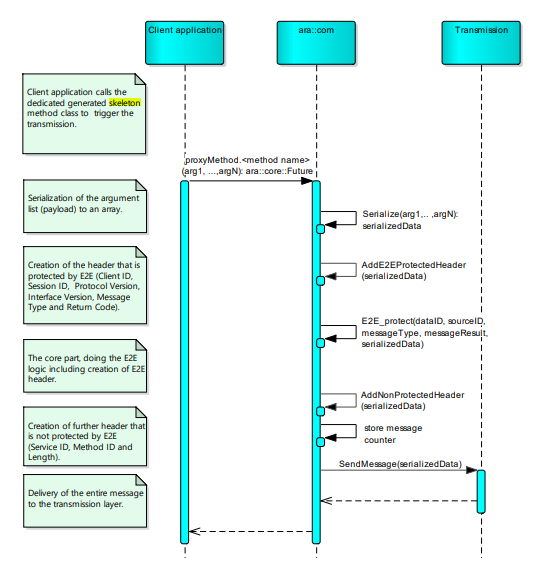 Client application
ara::com
Transmission
Client application calls the
dedicated generated skeleton
method class to trigger the
transmission.
proxyMethod.<method name>
(arg1, ...,argN): ara::core::Future
Serialization of the argument
list (payload) to an array.
Serialize(arg1,.. ,argN):
serializedData
Creation of the header that is
protected by E2E (Client ID,
Session ID, Protocol Version,
Interface Version, Message
Type and Return Code).
AddE2EProtectedHeader
(serializedData)
E2E_protect(dataID, sourceID,
messageType, messageResult,
serializedData)
The core part, doing the E2E
logic including creation of E2E
header.
AddNonProtectedHeader
(serializedData)
Creation of further header that
is not protected by E2E
(Service ID, Method ID and
Length).
store message
counter
SendMessage(serializedData)
Delivery of the entire message
to the transmission layer.